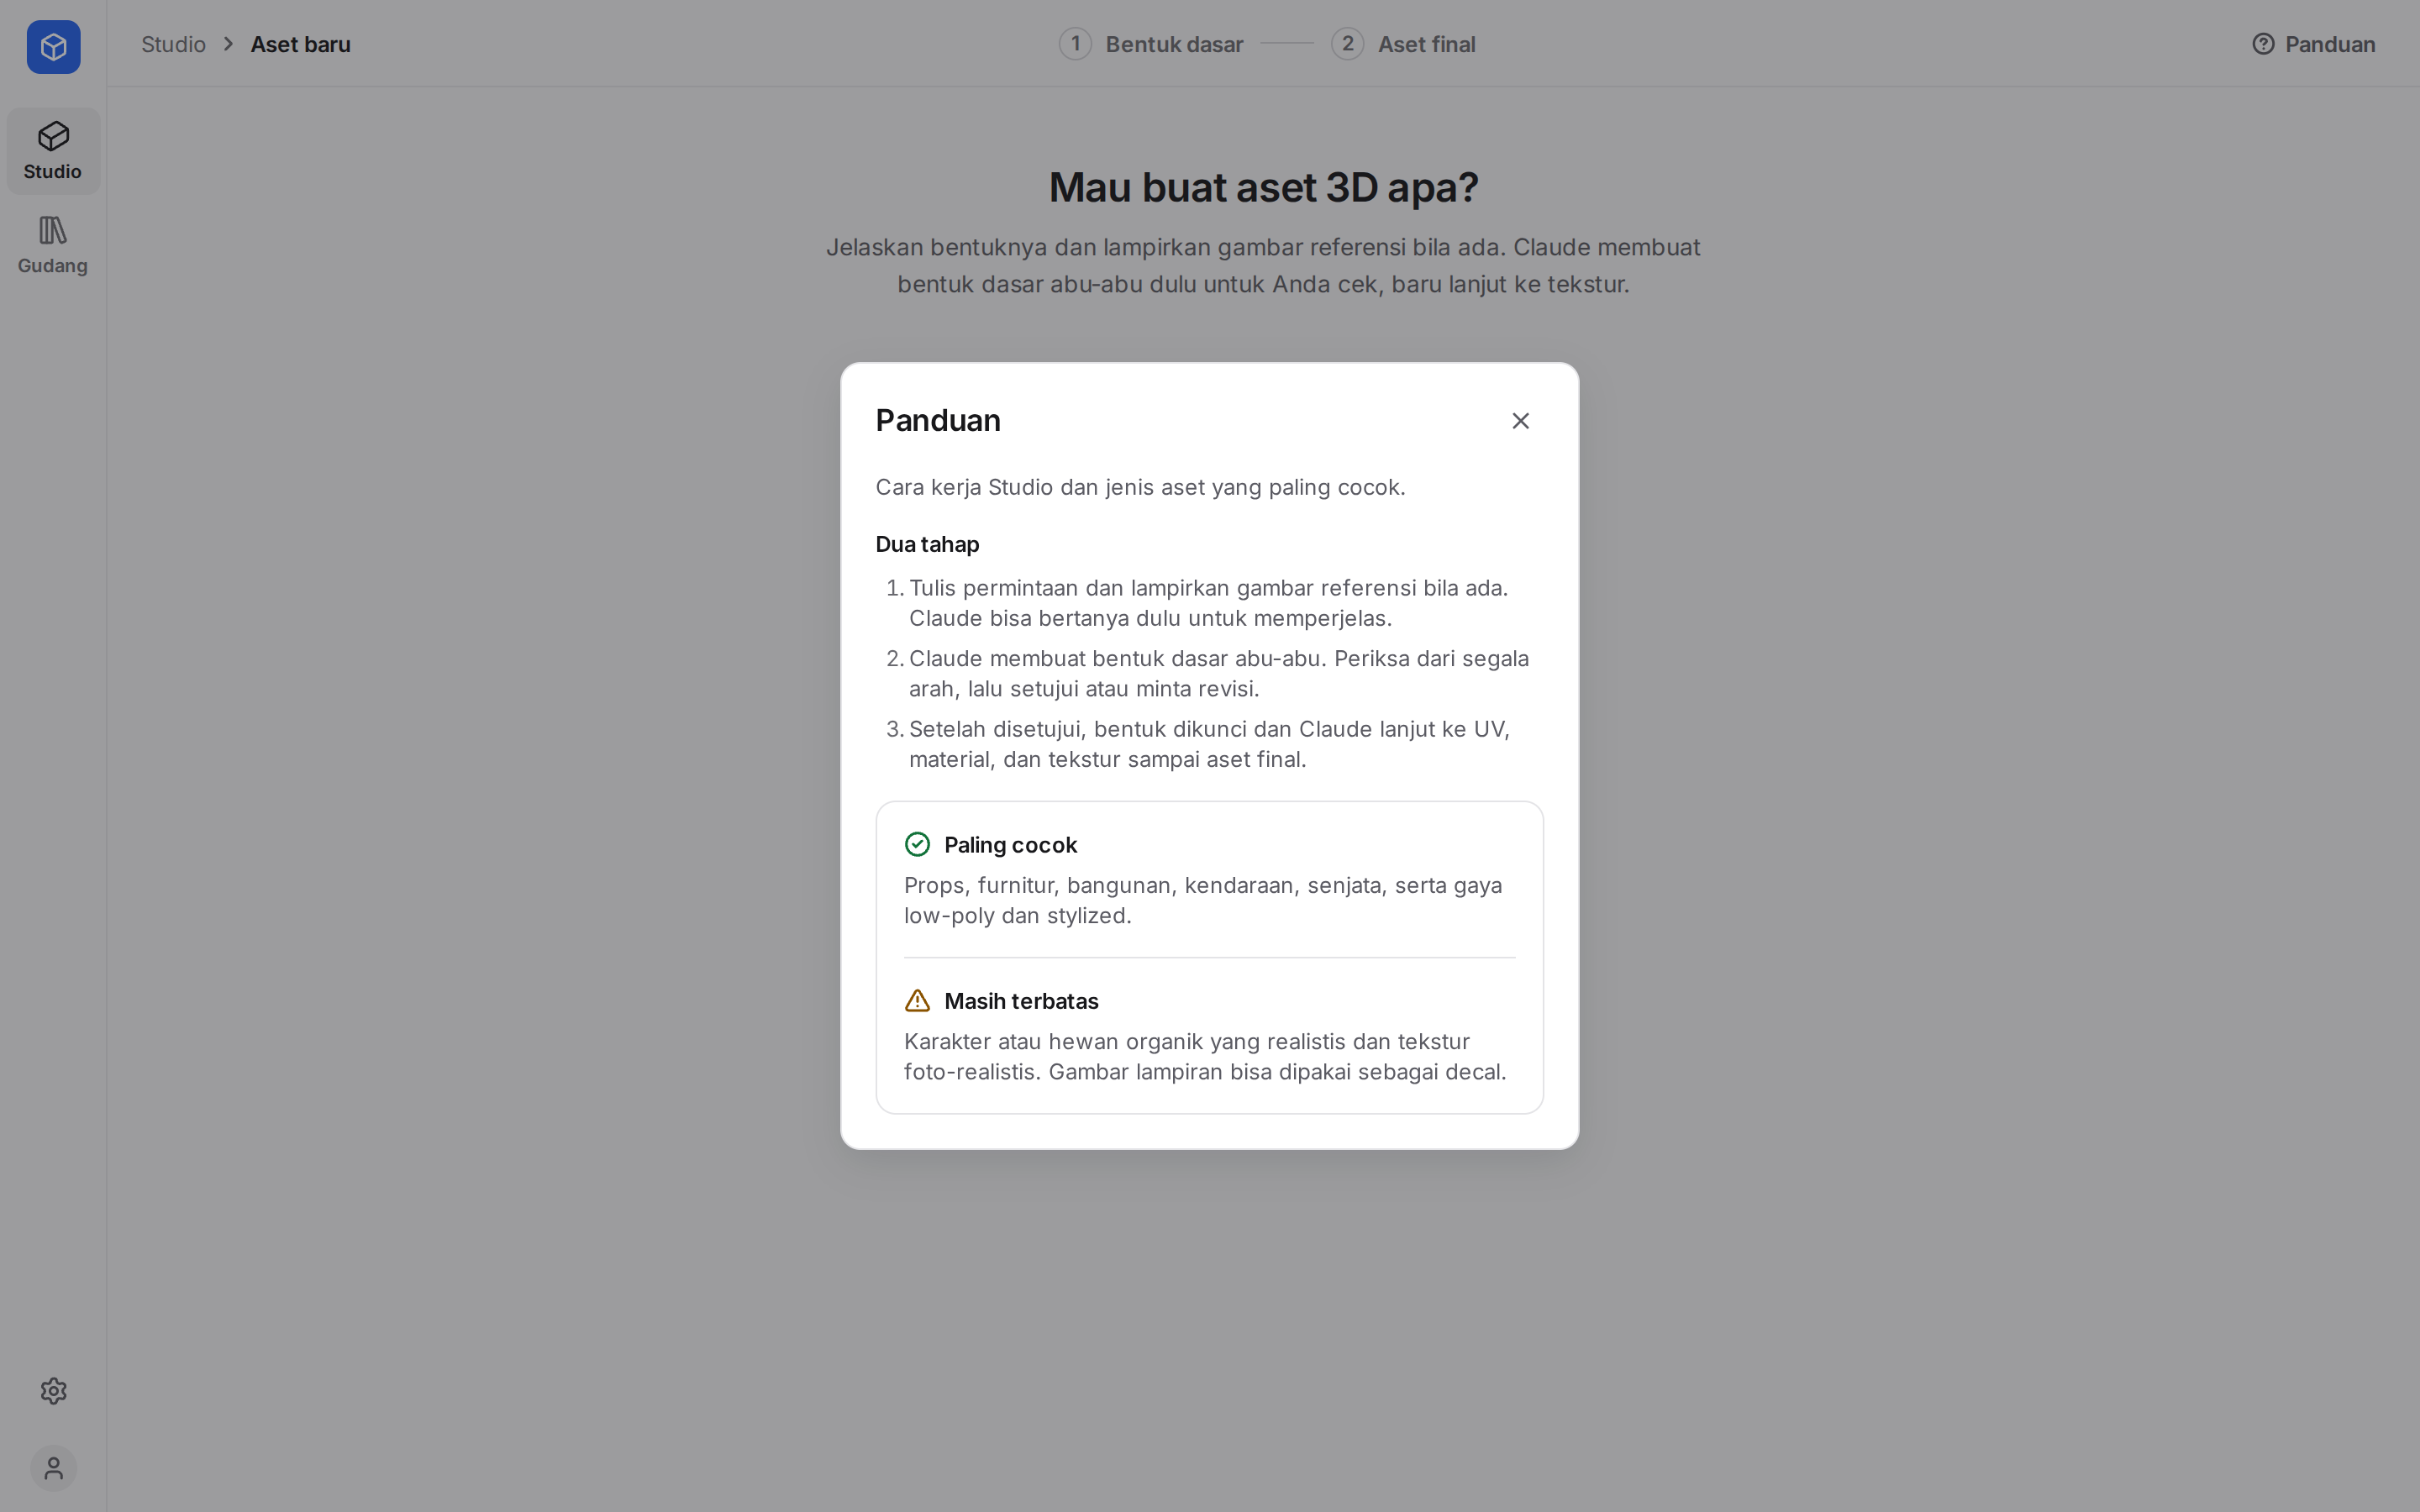 Studio
Aset baru
1 Bentuk dasar
2 Aset final
Panduan
Studio
Gudang
Mau buat aset 3D apa?
Jelaskan bentuknya dan lampirkan gambar referensi bila ada. Claude membuat
bentuk dasar abu-abu dulu untuk Anda cek, baru lanjut ke tekstur.
Panduan
Cara kerja Studio dan jenis aset yang paling cocok.
Dua tahap
1. Tulis permintaan dan lampirkan gambar referensi bila ada.
Claude bisa bertanya dulu untuk memperjelas.
2. Claude membuat bentuk dasar abu-abu. Periksa dari segala
arah, lalu setujui atau minta revisi.
3. Setelah disetujui, bentuk dikunci dan Claude lanjut ke UV,
material, dan tekstur sampai aset final.
Paling cocok
Props, furnitur, bangunan, kendaraan, senjata, serta gaya
low-poly dan stylized.
Masih terbatas
Karakter atau hewan organik yang realistis dan tekstur
foto-realistis. Gambar lampiran bisa dipakai sebagai decal.